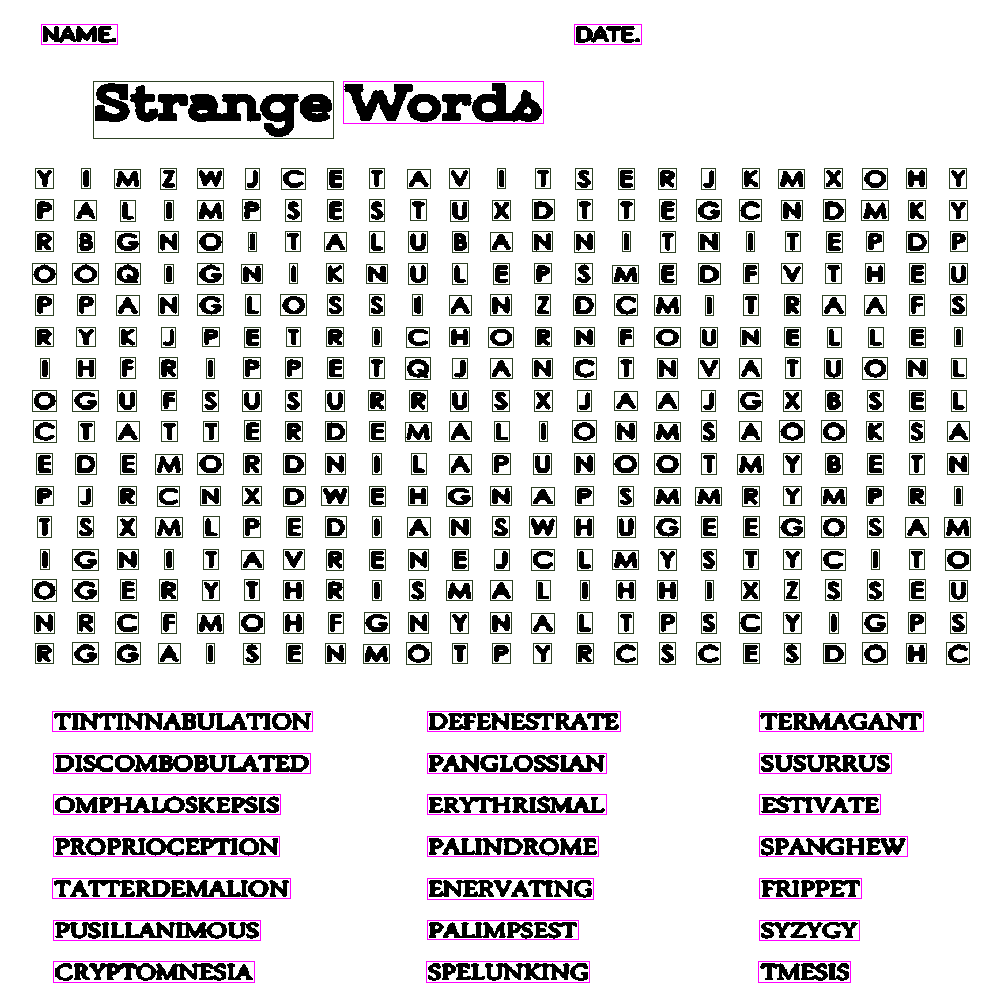 NAME. DATE.
Strange Words
Y I M Z W J C E T A V I T S E R J K M X O H Y
P A L I M P S E S T U X D T T E G C N D M K Y
R B G N O I T A L U B A N N I T N I T E P D P
O O Q I G N I K N U L E P S M E D F V T H E U
P P A N G L O S S I A N Z D C M I T R A A F S
R Y K J P E T R I C H O R N F O U N E L L E I
I H F R I P P E T Q J A N C T N V A T U O N L
O G U F S U S U R R U S X J A A J G X B S E L
C T A T T E R D E M A L I O N M S A O O K S A
E D E M O R D N I L A P U N O O T M Y B E T N
P J R C N X D W E H G N A P S M M R Y M P R I
T S X M L P E D I A N S W H U G E E G O S A M
I G N I T A V R E N E J C L M Y S T Y C I T O
O G E R Y T H R I S M A L I H H I X Z S S E U
N R C F M O H F G N Y N A L T P S C Y I G P S
R G G A I S E N M O T P Y R C S C E S D O H C
TINTINNABULATION DEFENESTRATE TERMAGANT
DISCOMBOBULATED PANGLOSSIAN SUSURRUS
OMPHALOSKEPSIS ERYTHRISMAL ESTIVATE
PROPRIOCEPTION PALINDROME SPANGHEW
TATTERDEMALION ENERVATING FRIPPET
PUSILLANIMOUS PALIMPSEST SYZYGY
CRYPTOMNESIA SPELUNKING TMESIS